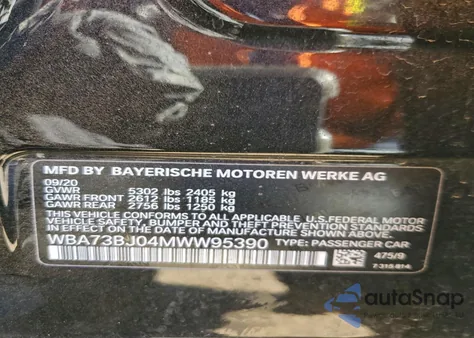 MFD BY BAYERISCHE MOTOREN WERKE AG
09/20
GVWR 5302 lbs 2405 kg
GAWR FRONT 2612 lbs 1185 kg
GAWR REAR 2756 lbs 1250 kg
THIS VEHICLE CONFORMS TO ALL APPLICABLE U.S.FEDERAL MOTOR
VEHICLE SAFETY, BUMPER AND THEFT PREVENTION STANDARDS
IN EFFECT ON THE DATE OF MANUFACTURE SHOWN ABOVE.
WBA73BJ04MWW95390 TYPE: PASSENGER CAR
475/9
autoSnap